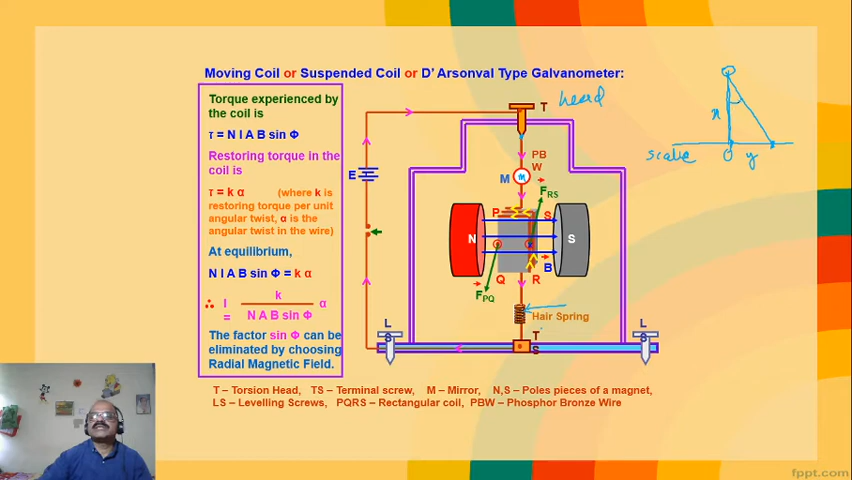 Moving Coil or Suspended Coil or D’ Arsonval Type Galvanometer:
Torque experienced by
the coil is
τ = N I A B sin Φ
Restoring torque in the
coil is
τ = k α (where k is
restoring torque per unit
angular twist, α is the
angular twist in the wire)
At equilibrium,
N I A B sin Φ = k α
k
∴ I α
=
N A B sin Φ
The factor sin Φ can be
eliminated by choosing
Radial Magnetic Field.
T
head
PB
W
E
M
m
FRS
P
S
N
S
B
Q
R
FPQ
Hair Spring
L
S
T
S
L
S
x
scale
O
y
T – Torsion Head, TS – Terminal screw, M – Mirror, N,S – Poles pieces of a magnet,
LS – Levelling Screws, PQRS – Rectangular coil, PBW – Phosphor Bronze Wire
fppt.com